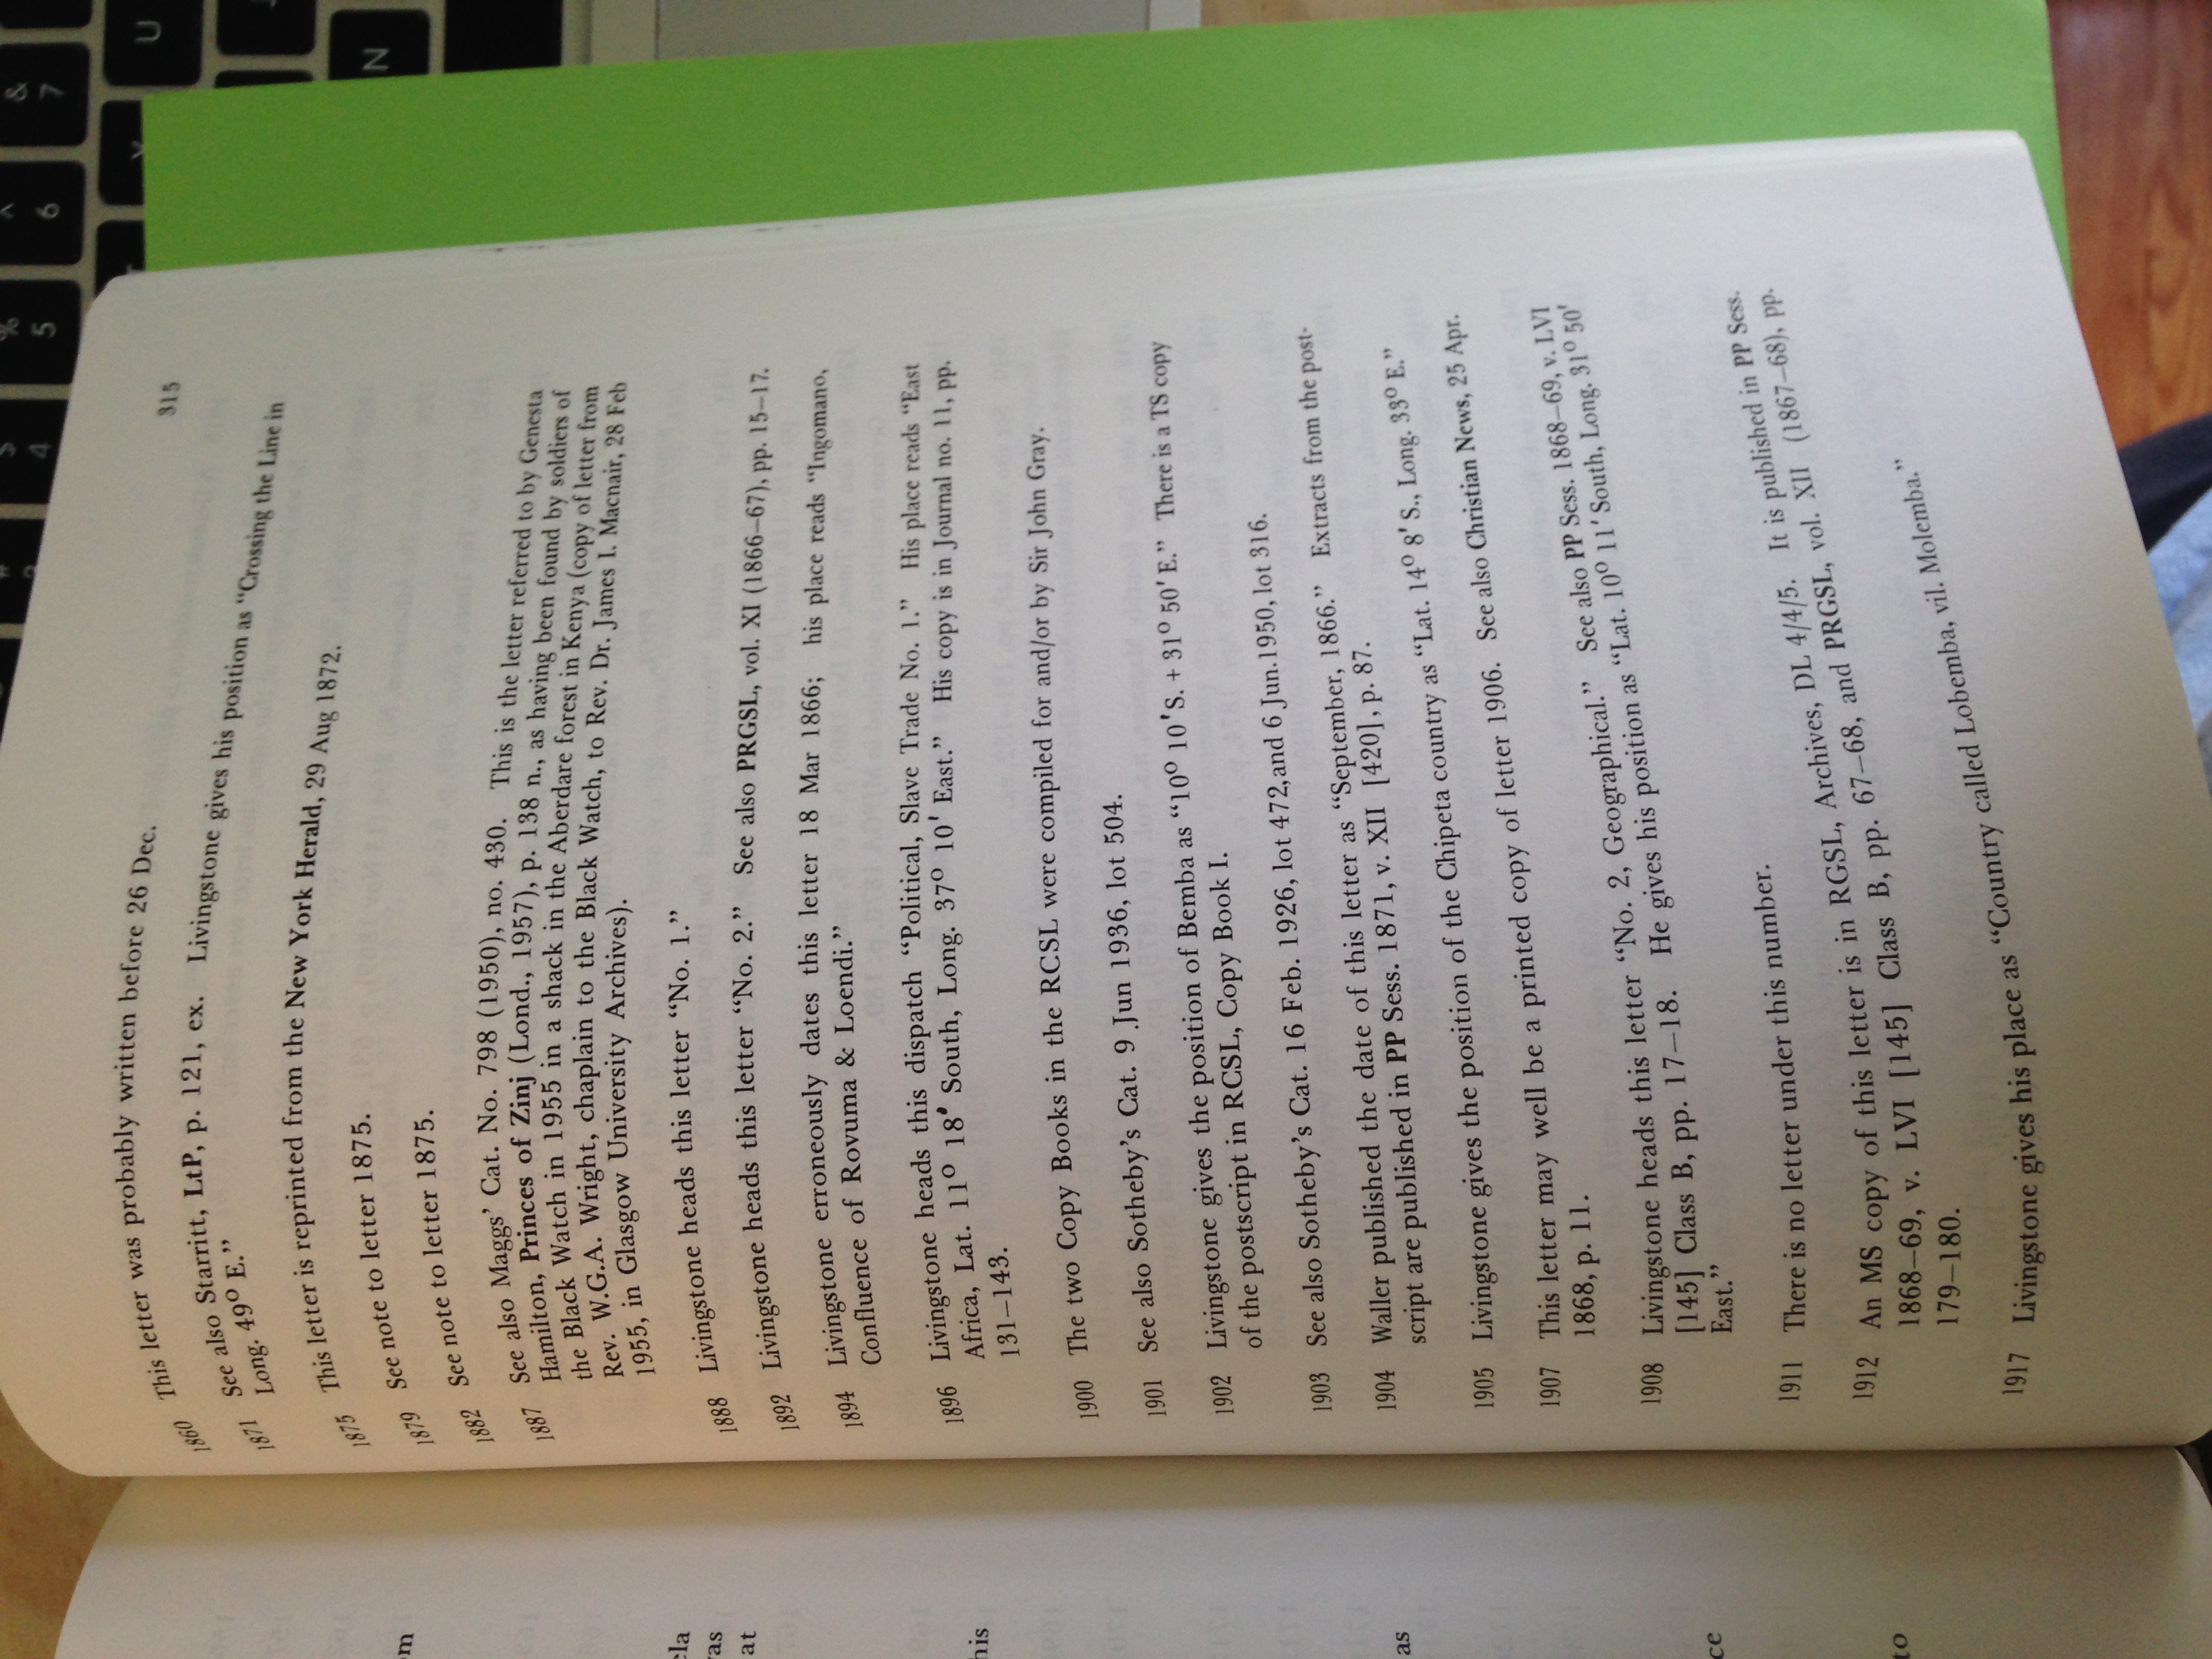 315
1860 This letter was probably written before 26 Dec.
1871 See also Starritt, LtP, p. 121, ex. Livingstone gives his position as “Crossing the Line in
Long. 49° E.”
1875 This letter is reprinted from the New York Herald, 29 Aug 1872.
1879 See note to letter 1875.
1882 See note to letter 1875.
1887 See also Maggs’ Cat. No. 798 (1950), no. 430. This is the letter referred to by Genesta
Hamilton, Princes of Zinj (Lond., 1957), p. 138 n., as having been found by soldiers of
the Black Watch in 1955 in a shack in the Aberdare forest in Kenya (copy of letter from
Rev. W.G.A. Wright, chaplain to the Black Watch, to Rev. Dr. James I. Macnair, 28 Feb
1955, in Glasgow University Archives).
1888 Livingstone heads this letter “No. 1.”
1892 Livingstone heads this letter “No. 2.” See also PRGSL, vol. XI (1866–67), pp. 15–17.
1894 Livingstone erroneously dates this letter 18 Mar 1866; his place reads “Ingomano,
Confluence of Rovuma & Loendi.”
1896 Livingstone heads this dispatch “Political, Slave Trade No. 1.” His place reads “East
Africa, Lat. 11° 18' South, Long. 37° 10' East.” His copy is in Journal no. 11, pp.
131–143.
1900 The two Copy Books in the RCSL were compiled for and/or by Sir John Gray.
1901 See also Sotheby’s Cat. 9 Jun 1936, lot 504.
1902 Livingstone gives the position of Bemba as “10° 10'S. + 31° 50'E.” There is a TS copy
of the postscript in RCSL, Copy Book I.
1903 See also Sotheby’s Cat. 16 Feb. 1926, lot 472,and 6 Jun.1950, lot 316.
1904 Waller published the date of this letter as “September, 1866.” Extracts from the post-
script are published in PP Sess. 1871, v. XII [420], p. 87.
1905 Livingstone gives the position of the Chipeta country as “Lat. 14° 8' S., Long. 33° E.”
1907 This letter may well be a printed copy of letter 1906. See also Christian News, 25 Apr.
1868, p. 11.
1908 Livingstone heads this letter “No. 2, Geographical.” See also PP Sess. 1868–69, v. LVI
[145] Class B, pp. 17–18. He gives his position as “Lat. 10° 11' South, Long. 31° 50'
East.”
1911 There is no letter under this number.
1912 An MS copy of this letter is in RGSL, Archives, DL 4/4/5. It is published in PP Sess.
1868–69, v. LVI [145] Class B, pp. 67–68, and PRGSL, vol. XII (1867–68), pp.
179–180.
1917 Livingstone gives his place as “Country called Lobemba, vil. Molemba.”
at
as
to
$
4
%
5
^
6
&
7
U
N